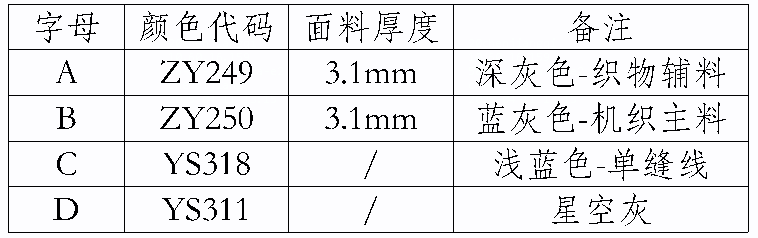 字母 颜色代码 面料厚度 备注
A ZY249 3.1mm 深灰色-织物辅料
B ZY250 3.1mm 蓝灰色-机织主料
C YS318 / 浅蓝色-单缝线
D YS311 / 星空灰